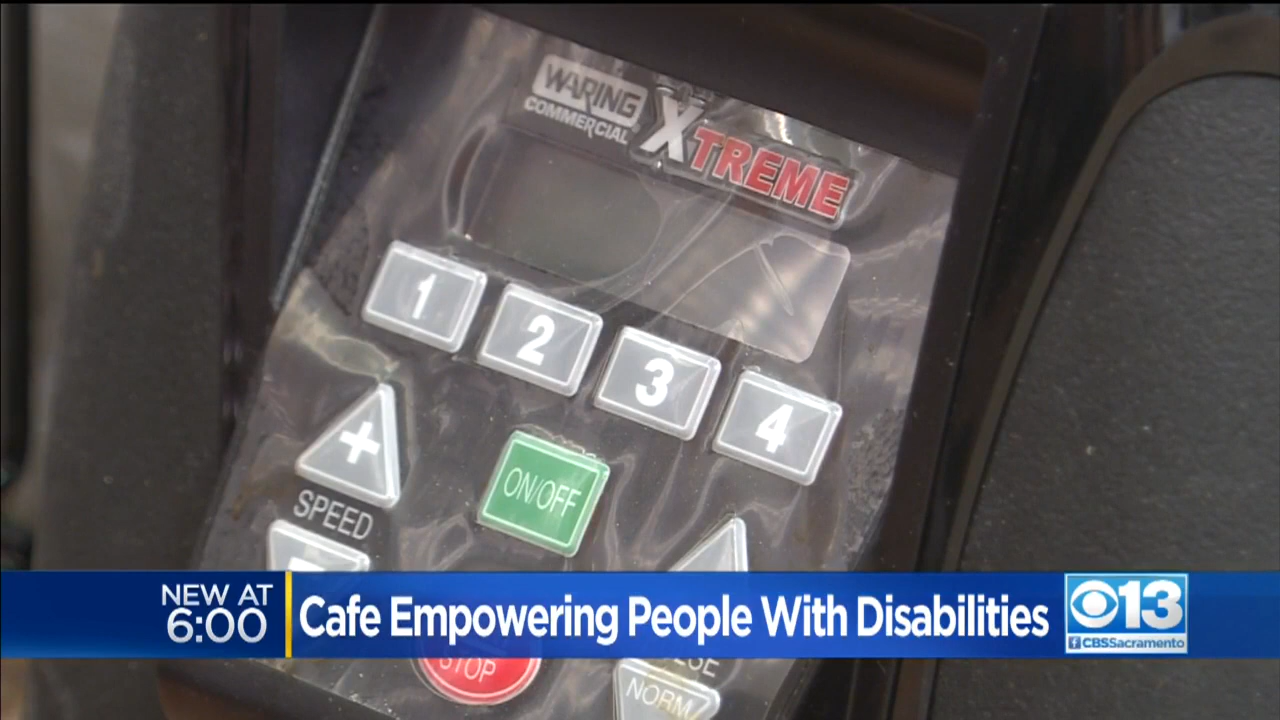 WARING
COMMERCIAL
XTREME
1
2
3
4
+
SPEED
ON/OFF
NEW AT
6:00
Cafe Empowering People With Disabilities
13
CBSSacramento
STOP
NORM